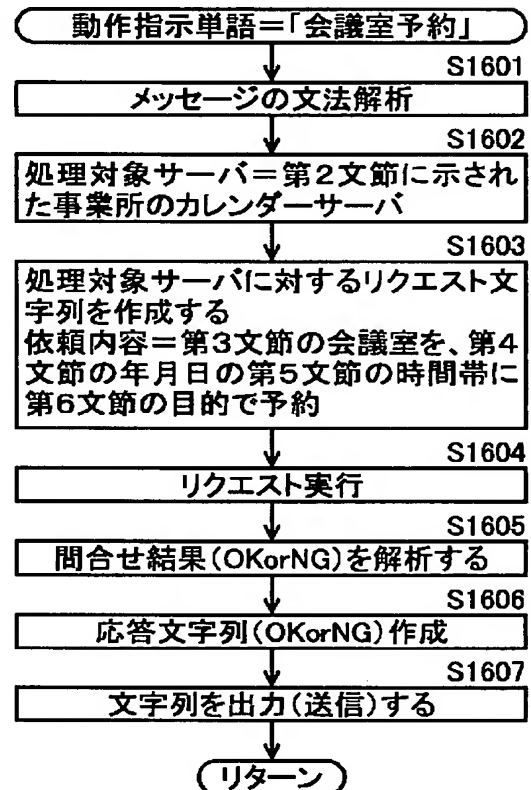 動作指示単語＝「会議室予約」
S1601
メッセージの文法解析
S1602
処理対象サーバ＝第2文節に示され
た事業所のカレンダーサーバ
S1603
処理対象サーバに対するリクエスト文
字列を作成する
依頼内容＝第3文節の会議室を、第4
文節の年月日の第5文節の時間帯に
第6文節の目的で予約
S1604
リクエスト実行
S1605
問合せ結果(OKorNG)を解析する
S1606
応答文字列(OKorNG)作成
S1607
文字列を出力(送信)する
リターン